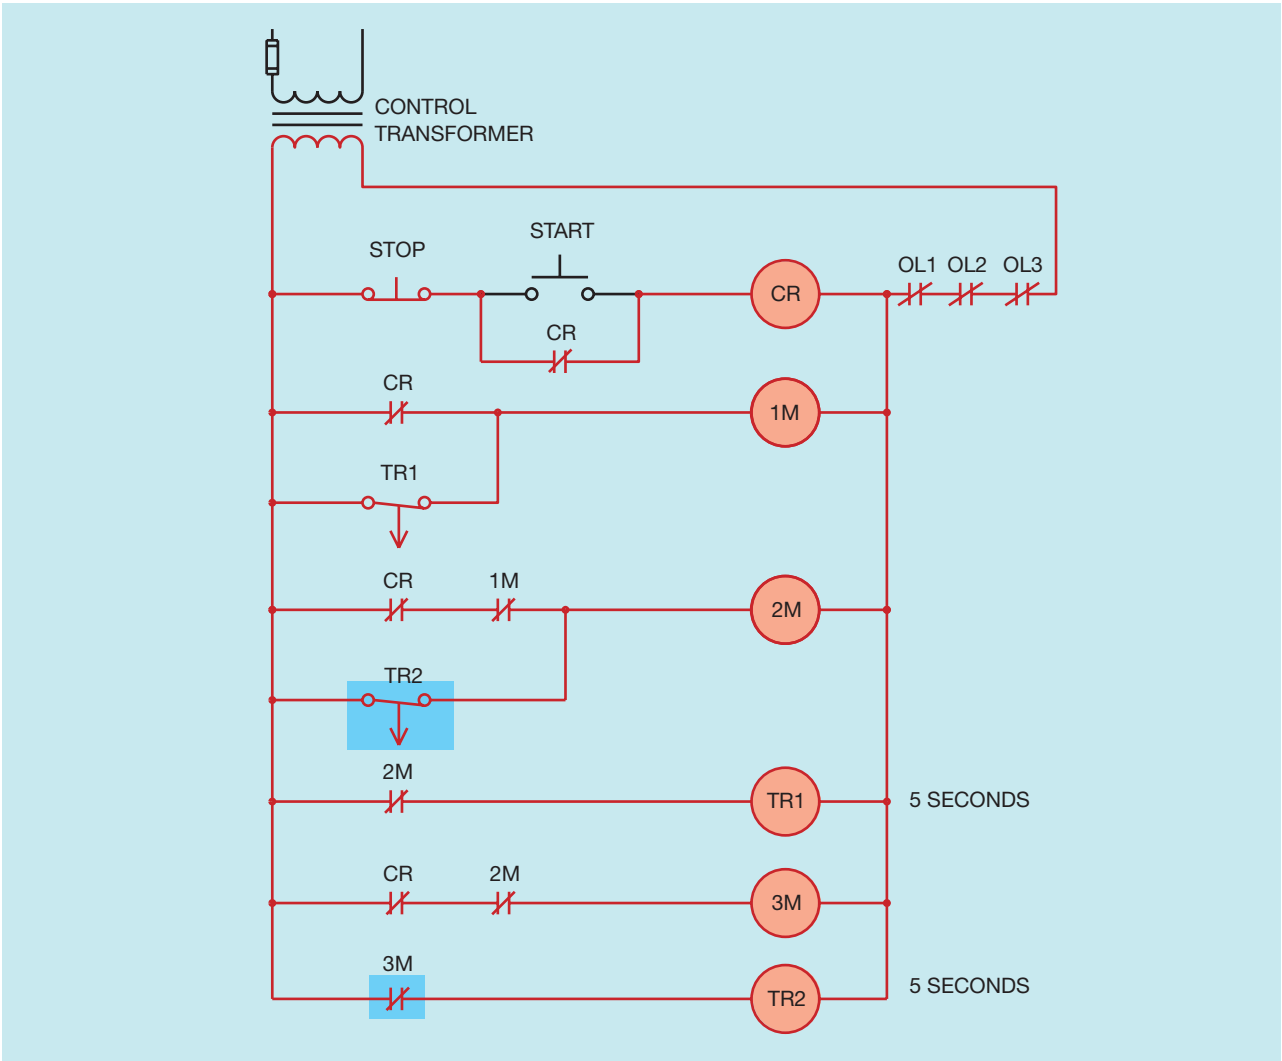 CONTROL
TRANSFORMER
START
STOP
OL1 OL2 OL3
CR
CR
CR
1M
TR1
CR 1M
2M
TR2
2M
TR1
5 SECONDS
CR 2M
3M
3M
TR2
5 SECONDS